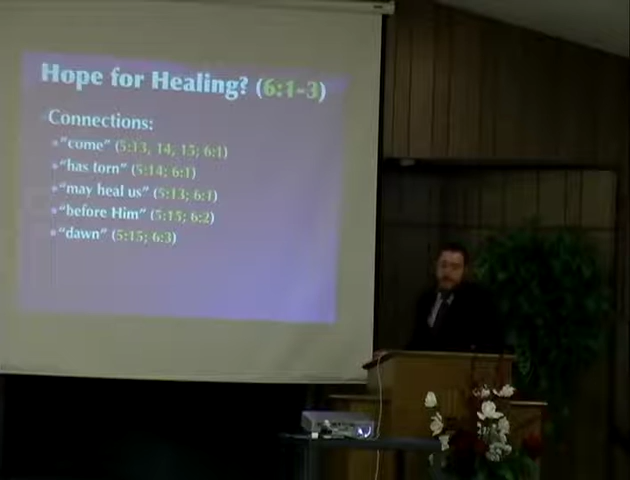 Hope for Healing? (6:1-3)
Connections:
"come" (5:13, 14, 15; 6:1)
"has torn" (5:14; 6:1)
"may heal us" (5:13; 6:1)
"before Him" (5:15; 6:2)
"dawn" (5:15; 6:3)